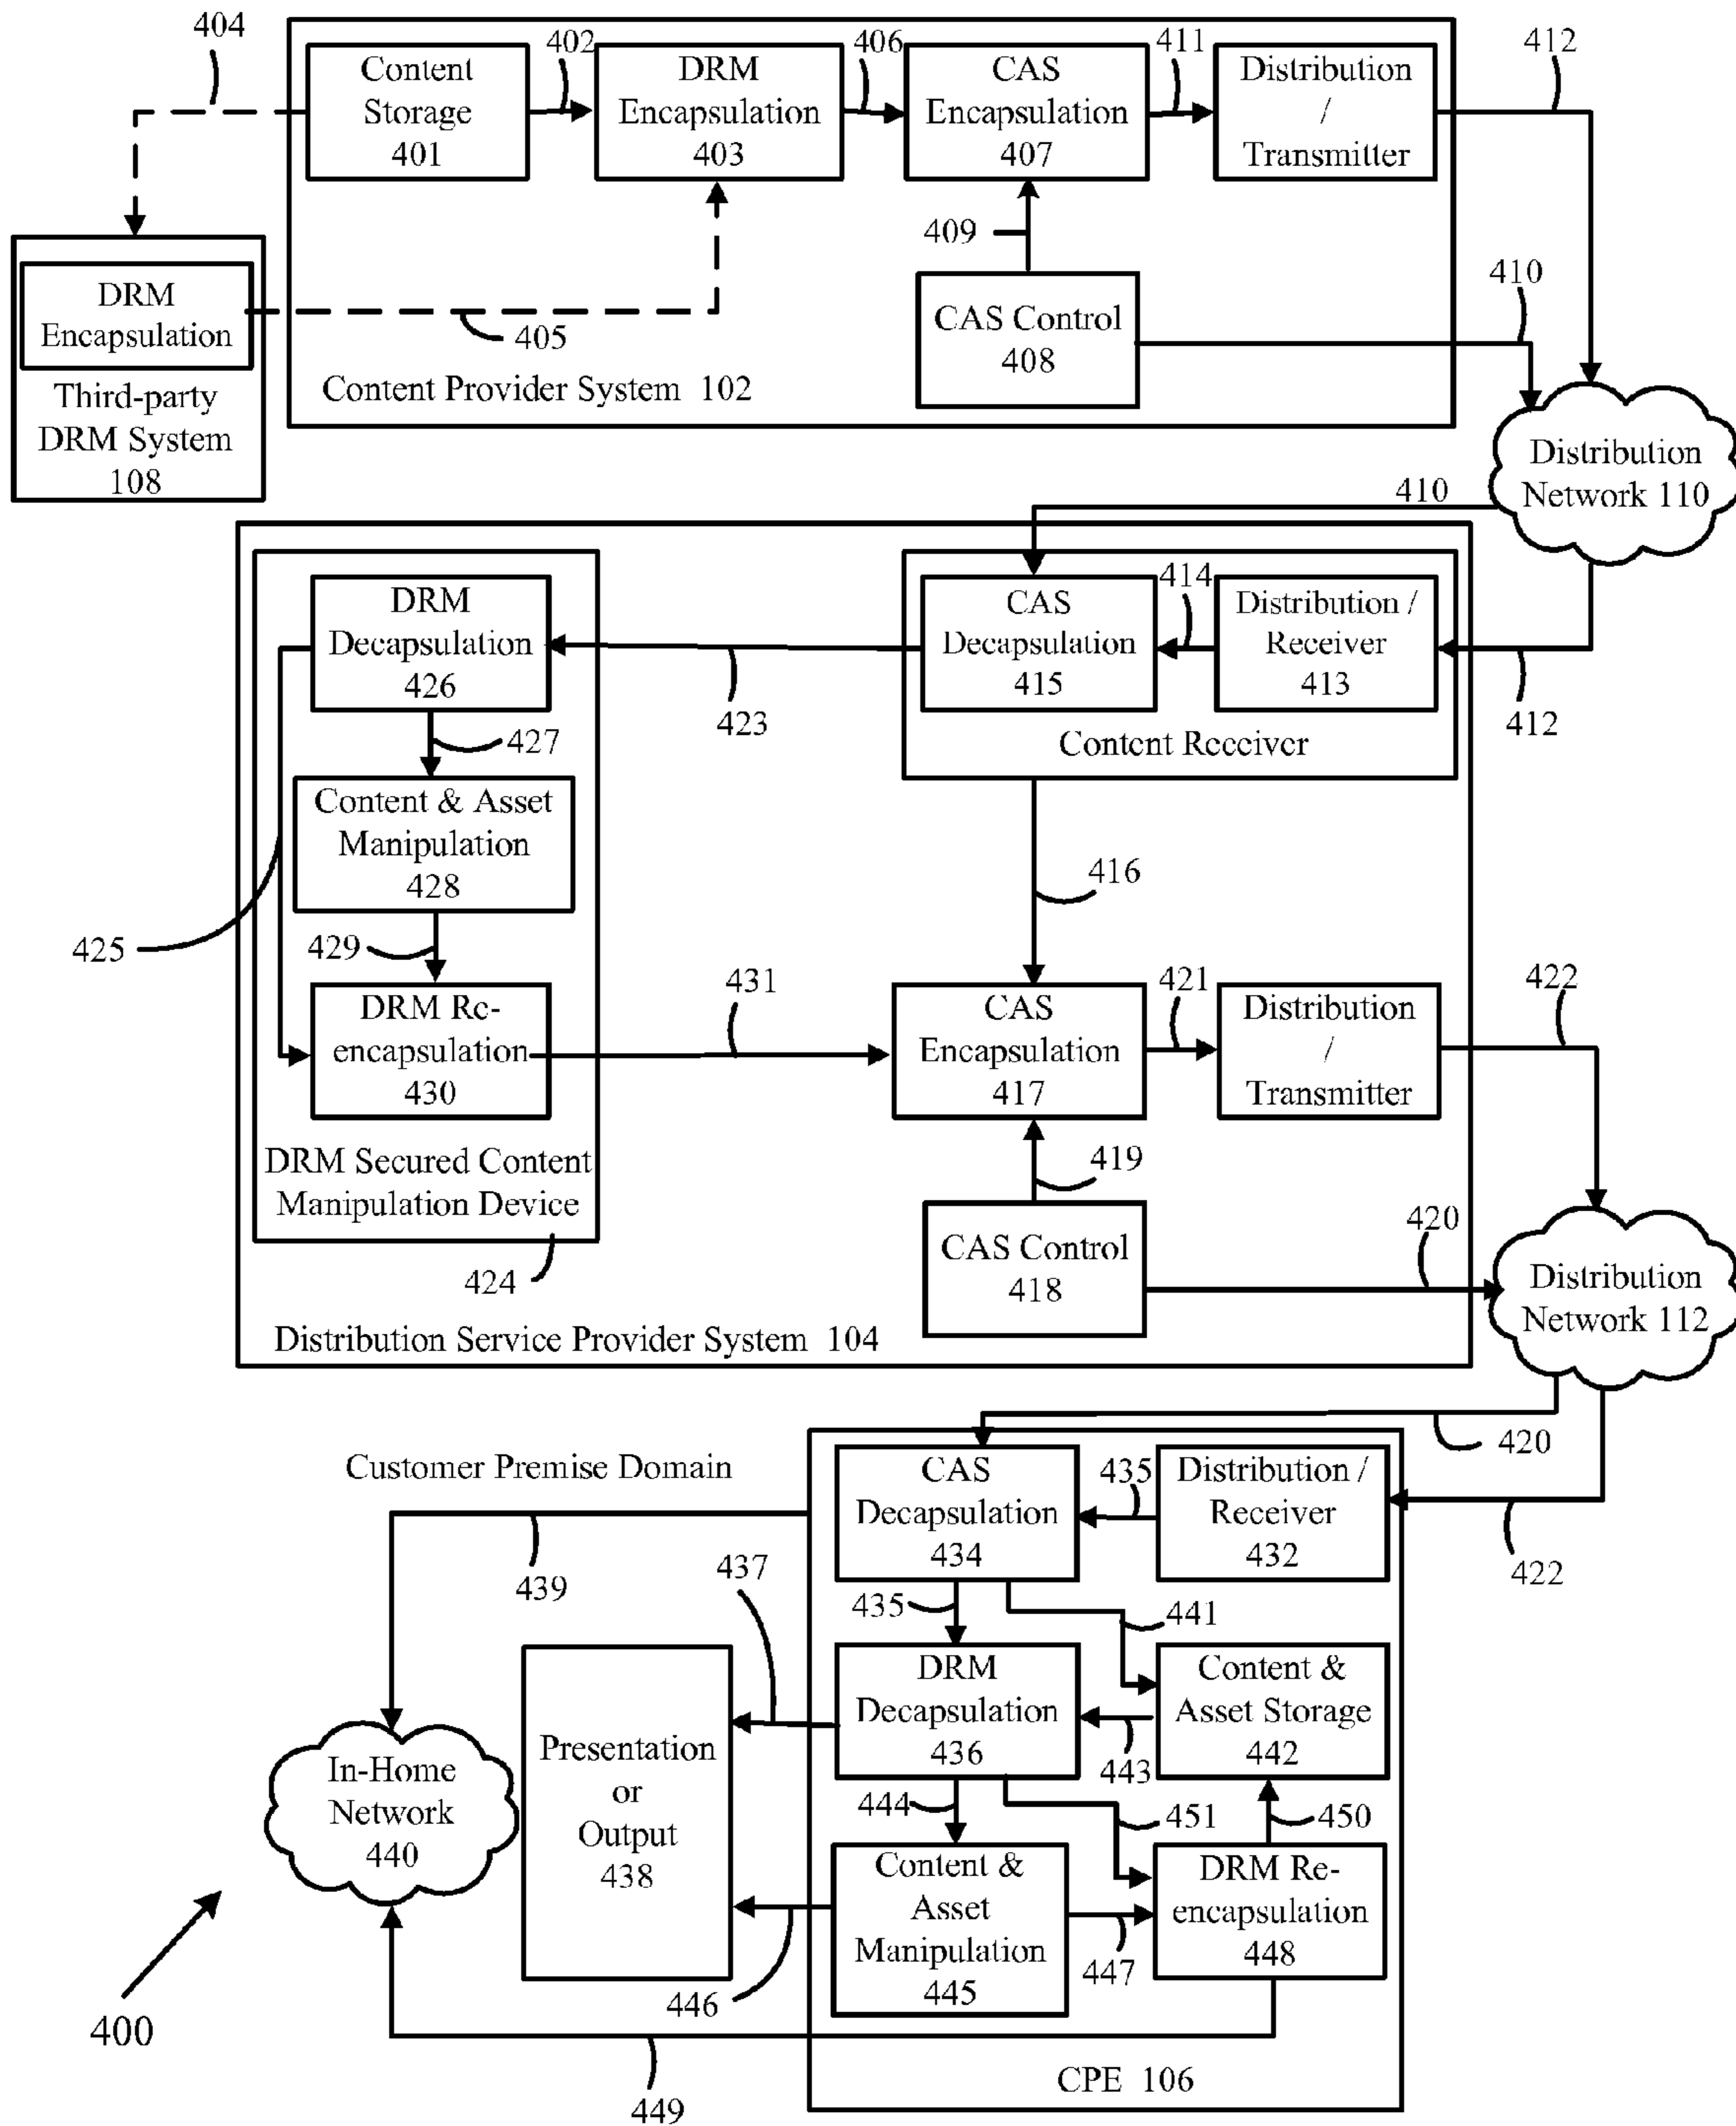 404
402
406
411
412
Content
Storage
401
DRM
Encapsulation
403
CAS
Encapsulation
407
Distribution
/
Transmitter
409
410
DRM
Encapsulation
405
CAS Control
408
Third-party
DRM System
108
Content Provider System 102
Distribution
Network 110
410
DRM
Decapsulation
426
414
CAS
Decapsulation
415
Distribution /
Receiver
413
423
412
427
Content Receiver
Content & Asset
Manipulation
428
416
425
429
431
421
422
DRM Re-
encapsulation
430
CAS
Encapsulation
417
Distribution
/
Transmitter
DRM Secured Content
Manipulation Device
419
420
424
CAS Control
418
Distribution
Network 112
Distribution Service Provider System 104
420
Customer Premise Domain
CAS
Decapsulation
434
435
Distribution /
Receiver
432
439
437
422
435
441
DRM
Decapsulation
436
Content &
Asset Storage
442
443
Presentation
or
Output
438
In-Home
Network
440
444
451
450
Content &
Asset
Manipulation
445
DRM Re-
encapsulation
448
446
447
400
CPE 106
449